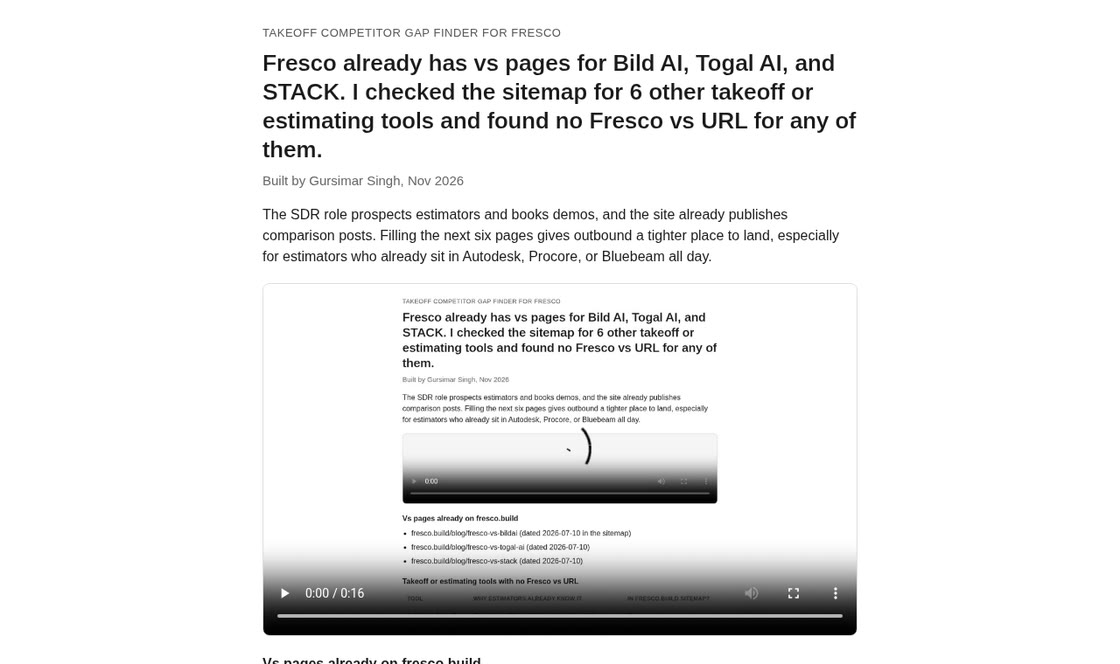 TAKEOFF COMPETITOR GAP FINDER FOR FRESCO
Fresco already has vs pages for Bild AI, Togal AI, and
STACK. I checked the sitemap for 6 other takeoff or
estimating tools and found no Fresco vs URL for any of
them.
Built by Gursimar Singh, Nov 2026
The SDR role prospects estimators and books demos, and the site already publishes
comparison posts. Filling the next six pages gives outbound a tighter place to land, especially
for estimators who already sit in Autodesk, Procore, or Bluebeam all day.
TAKEOFF COMPETITOR GAP FINDER FOR FRESCO
Fresco already has vs pages for Bild AI, Togal AI, and
STACK. I checked the sitemap for 6 other takeoff or
estimating tools and found no Fresco vs URL for any of
them.
Built by Gursimar Singh, Nov 2026
The SDR role prospects estimators and books demos, and the site already publishes
comparison posts. Filling the next six pages gives outbound a tighter place to land, especially
for estimators who already sit in Autodesk, Procore, or Bluebeam all day.
0:00
Vs pages already on fresco.build
• fresco.build/blog/fresco-vs-bildai (dated 2026-07-10 in the sitemap)
• fresco.build/blog/fresco-vs-togal-ai (dated 2026-07-10)
• fresco.build/blog/fresco-vs-stack (dated 2026-07-10)
Takeoff or estimating tools with no Fresco vs URL
TOOL WHY ESTIMATORS ALREADY KNOW IT IN FRESCO.BUILD SITEMAP?
0:00 / 0:16
Vs pages already on fresco.build